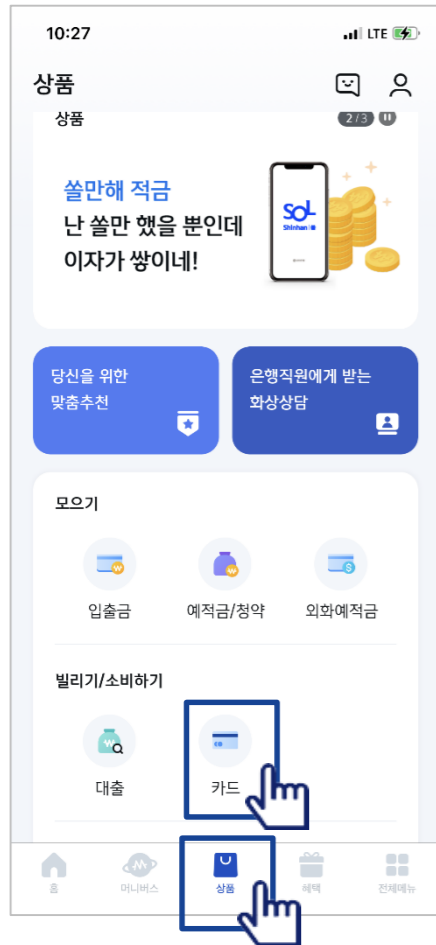 10:27
LTE
상품
상품
2/3
쏠만해 적금
난 쏠만 했을 뿐인데
이자가 쌓이네!
SOL
Shinhan
당신을 위한
맞춤추천
은행직원에게 받는
화상상담
모으기
입출금 예적금/청약 외화예적금
빌리기/소비하기
대출 카드
홈 머니버스 상품 혜택 전체메뉴